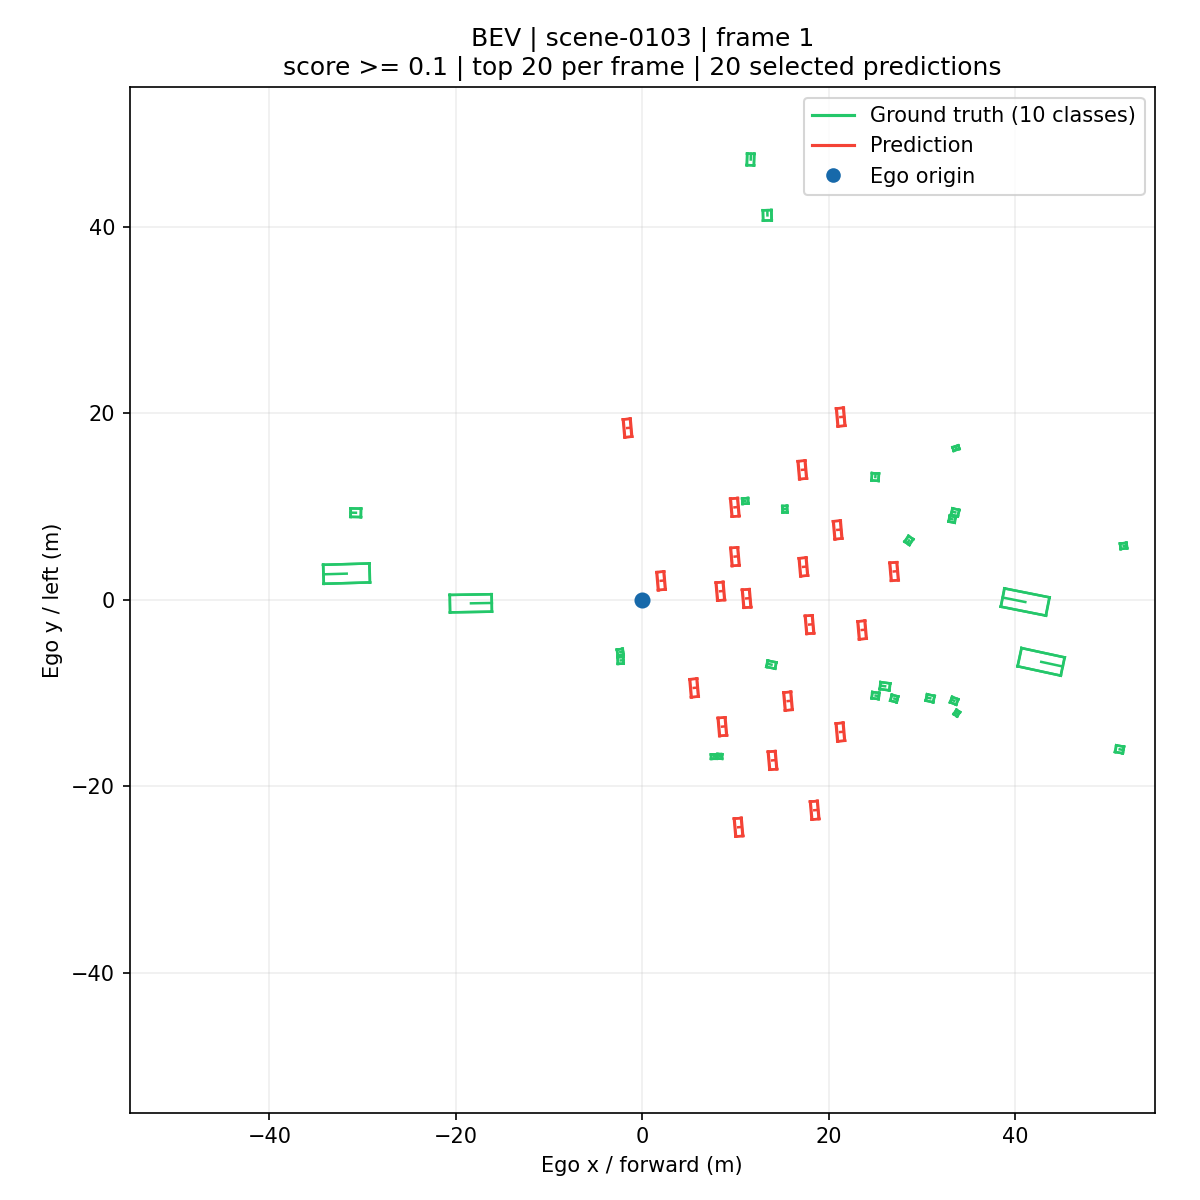 BEV | scene-0103 | frame 1
score >= 0.1 | top 20 per frame | 20 selected predictions
Ground truth (10 classes)
Prediction
Ego origin
Ego y / left (m)
40
20
0
−20
−40
−40
−20
0
20
40
Ego x / forward (m)